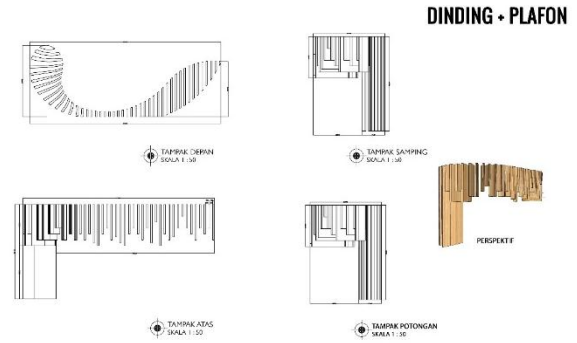 DINDING + PLAFON
TAMPAK DEPAN
SKALA 1 : 50
TAMPAK SAMPING
SKALA 1 : 50
PERSPEKTIF
TAMPAK ATAS
SKALA 1 : 50
TAMPAK POTONGAN
SKALA 1 : 50